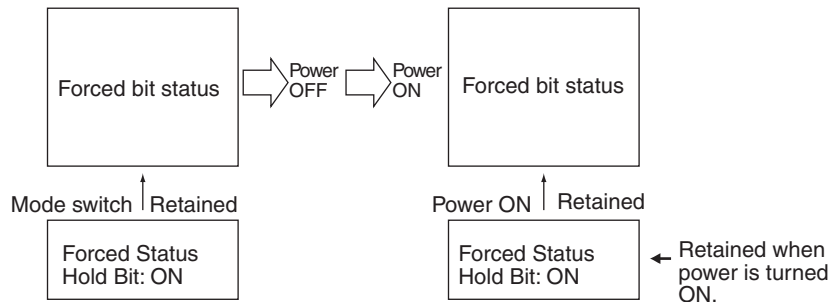 Forced bit status
Power
OFF
Power
ON
Forced bit status
Mode switch
Retained
Power ON
Retained
Forced Status
Hold Bit: ON
Forced Status
Hold Bit: ON
Retained when
power is turned
ON.